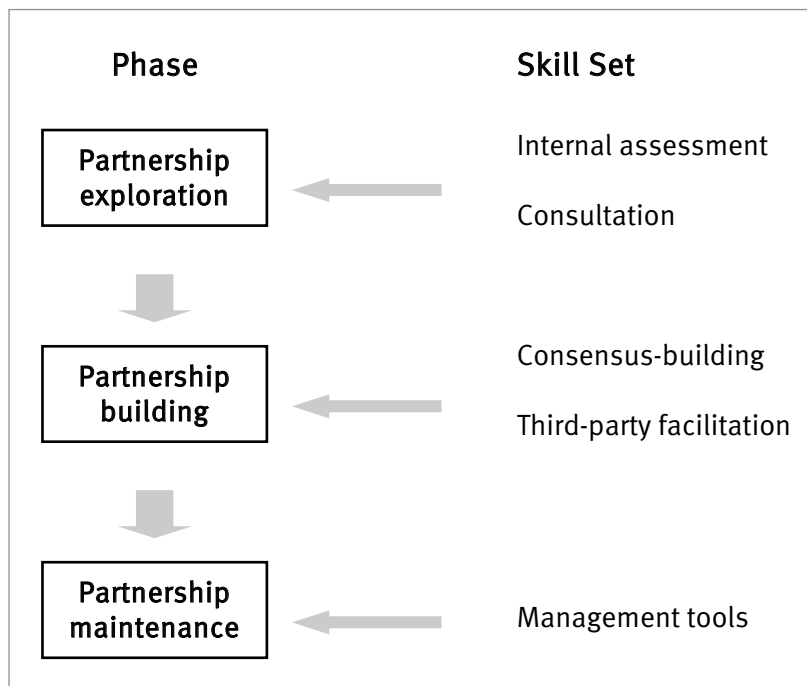 Phase
Skill Set
Partnership
exploration
Internal assessment
Consultation
Partnership
building
Consensus-building
Third-party facilitation
Partnership
maintenance
Management tools